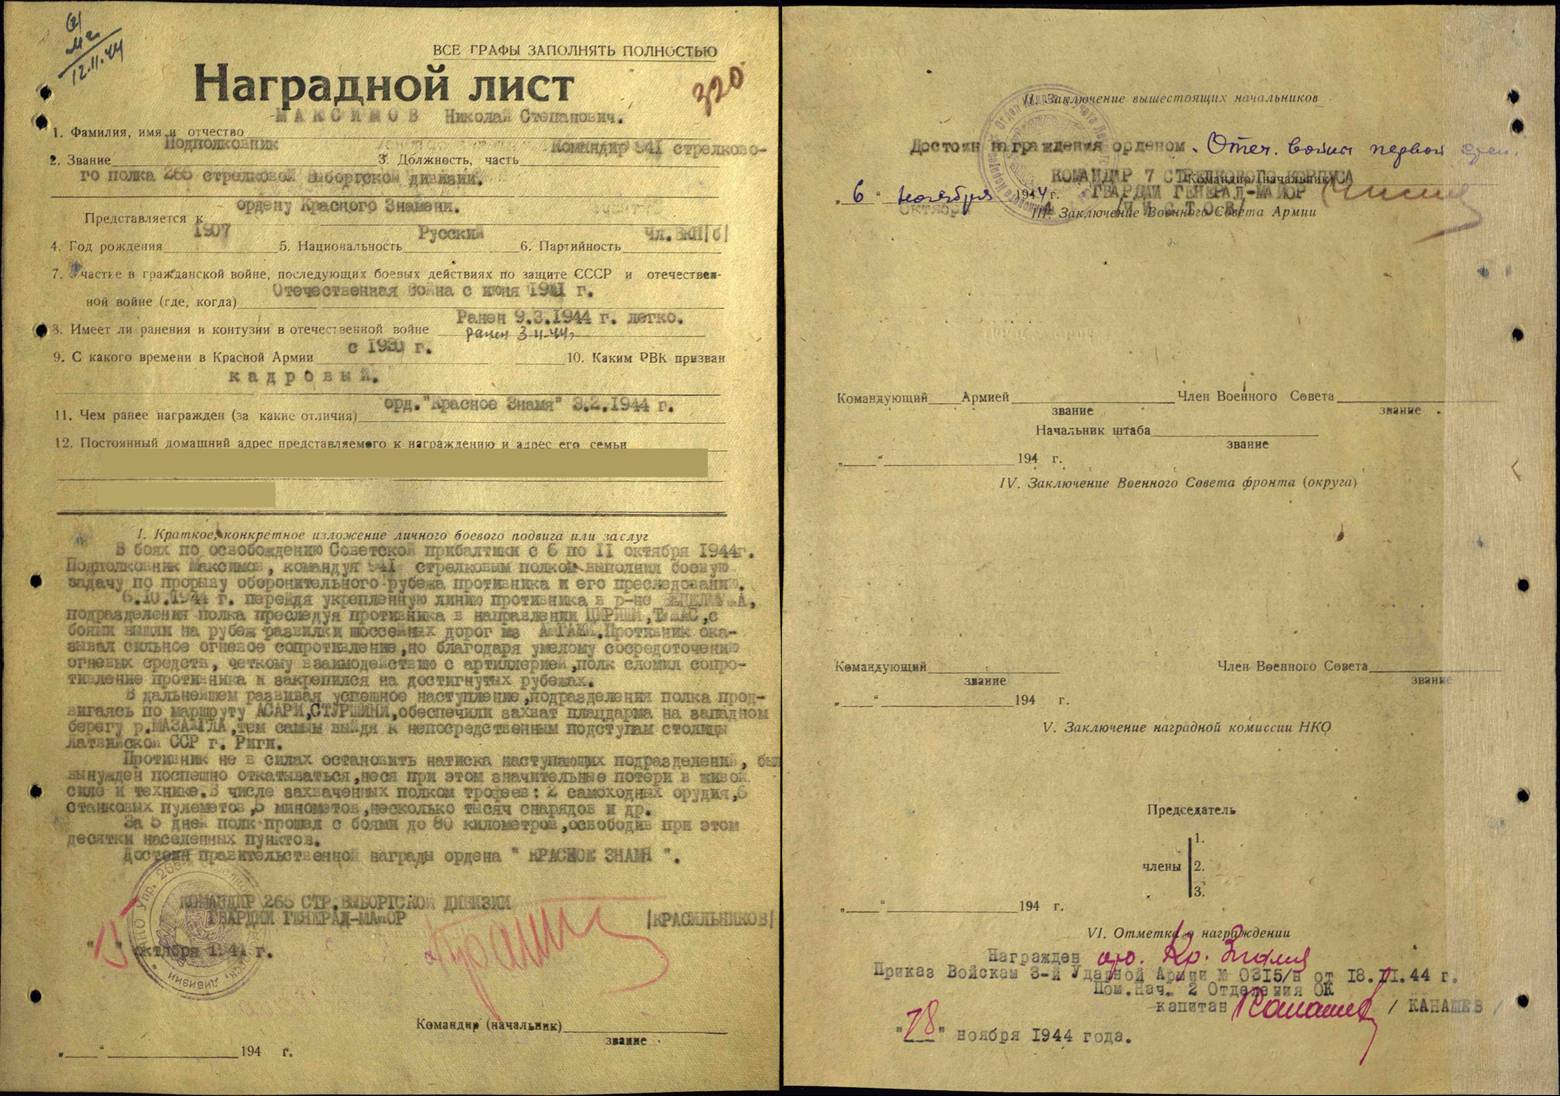 12.11.44
ВСЕ ГРАФЫ ЗАПОЛНЯТЬ ПОЛНОСТЬЮ
Наградной лист
320
МАКСИМОВ Николай Степанович.
1. Фамилия, имя и отчество
Подполковник Командир 941 стрелково-
2. Звание 3. Должность, часть
го полка 265 стрелковой Выборгской дивизии.
ордену Красного Знамени.
Представляется к
1907 Русский Чл.ВКП(б)
4. Год рождения 5. Национальность 6. Партийность
7. Участие в гражданской войне, последующих боевых действиях по защите СССР и отечествен-
ной войне (где, когда) Отечественная война с июня 1941 г.
Ранен 9.3.1944 г. легко.
8. Имеет ли ранения и контузии в отечественной войне ранен 3.11.44г.
с 1930 г.
9. С какого времени в Красной Армии 10. Каким РВК призван
кадровый.
орд."Красное Знамя" 3.2.1944 г.
11. Чем ранее награжден (за какие отличия)
12. Постоянный домашний адрес представляемого к награждению и адрес его семьи
I. Краткое, конкретное изложение личного боевого подвига или заслуг
В боях по освобождению Советской прибалтики с 6 по 11 октября 1944г.
Подполковник Максимов, командуя 941 стрелковым полком выполнил боевую
задачу по прорыву оборонительного рубежа противника и его преследованию.
6.10.1944 г. перейдя укрепленную линию противника в р-не
подразделения полка преследуя противника в направлении ЦИРИШИ, с
боями вышли на рубеж развилки шоссейных дорог Противник ока-
зывал сильное огневое сопротивление,но благодаря умелому сосредоточению
огневых средств, четкому взаимодействию с артиллерией,полк сломил сопро-
тивление противника и закрепился на достигнутых рубежах.
В дальнейшем развивая успешное наступление,подразделения полка прод-
вигаясь по маршруту АСАРИ,СТУРШИНИ,обеспечили захват плацдарма на западном
берегу р.МАЗАЮГЛА,тем самым выйдя к непосредственным подступам столицы
Латвийской ССР г. Риги.
Противник не в силах остановить натиска наступающих подразделений, был
вынужден поспешно откатываться,неся при этом значительные потери в живой
силе и технике.В числе захваченных полком трофеев: 2 самоходных орудия,6
станковых пулеметов,5 минометов,несколько тысяч снарядов и др.
За 5 дней полк прошел с боями до 80 километров,освободив при этом
десятки населенных пунктов.
Достоин правительственной награды ордена " КРАСНОЕ ЗНАМЯ ".
КОМАНДИР 265 СТР.ВЫБОРГСКОЙ ДИВИЗИИ
ГВАРДИИ ГЕНЕРАЛ-МАЙОР /КРАСИЛЬНИКОВ/
"15" октября 1944 г.
Командир (начальник)
звание
„ “ 194 г.
II. Заключение вышестоящих начальников
Достоин награждения орденом Отеч. войны первой степ.
Командир (начальник)
КОМАНДИР 7 СТРЕЛКОВОГО КОРПУСА
„6“ ноября 1944 г. ГВАРДИИ ГЕНЕРАЛ-МАЙОР
октябр 4 /ЧИСТОВ/
III. Заключение Военного Совета Армии
Командующий Армией Член Военного Совета
звание звание
Начальник штаба
звание
„ “ 194 г.
IV. Заключение Военного Совета фронта (округа)
Командующий Член Военного Совета
звание звание
„ “ 194 г.
V. Заключение наградной комиссии НКО
Председатель
1.
члены 2.
3.
„ “ 194 г.
VI. Отметка о награждении
Награжден орд. Кр. Знамя
Приказ Войскам 3-й Ударной Армии № 0315/н от 18.11.44 г.
Пом.Нач. 2 Отделения ОК
капитан Канашев / КАНАШЕВ /
"28" ноября 1944 года.